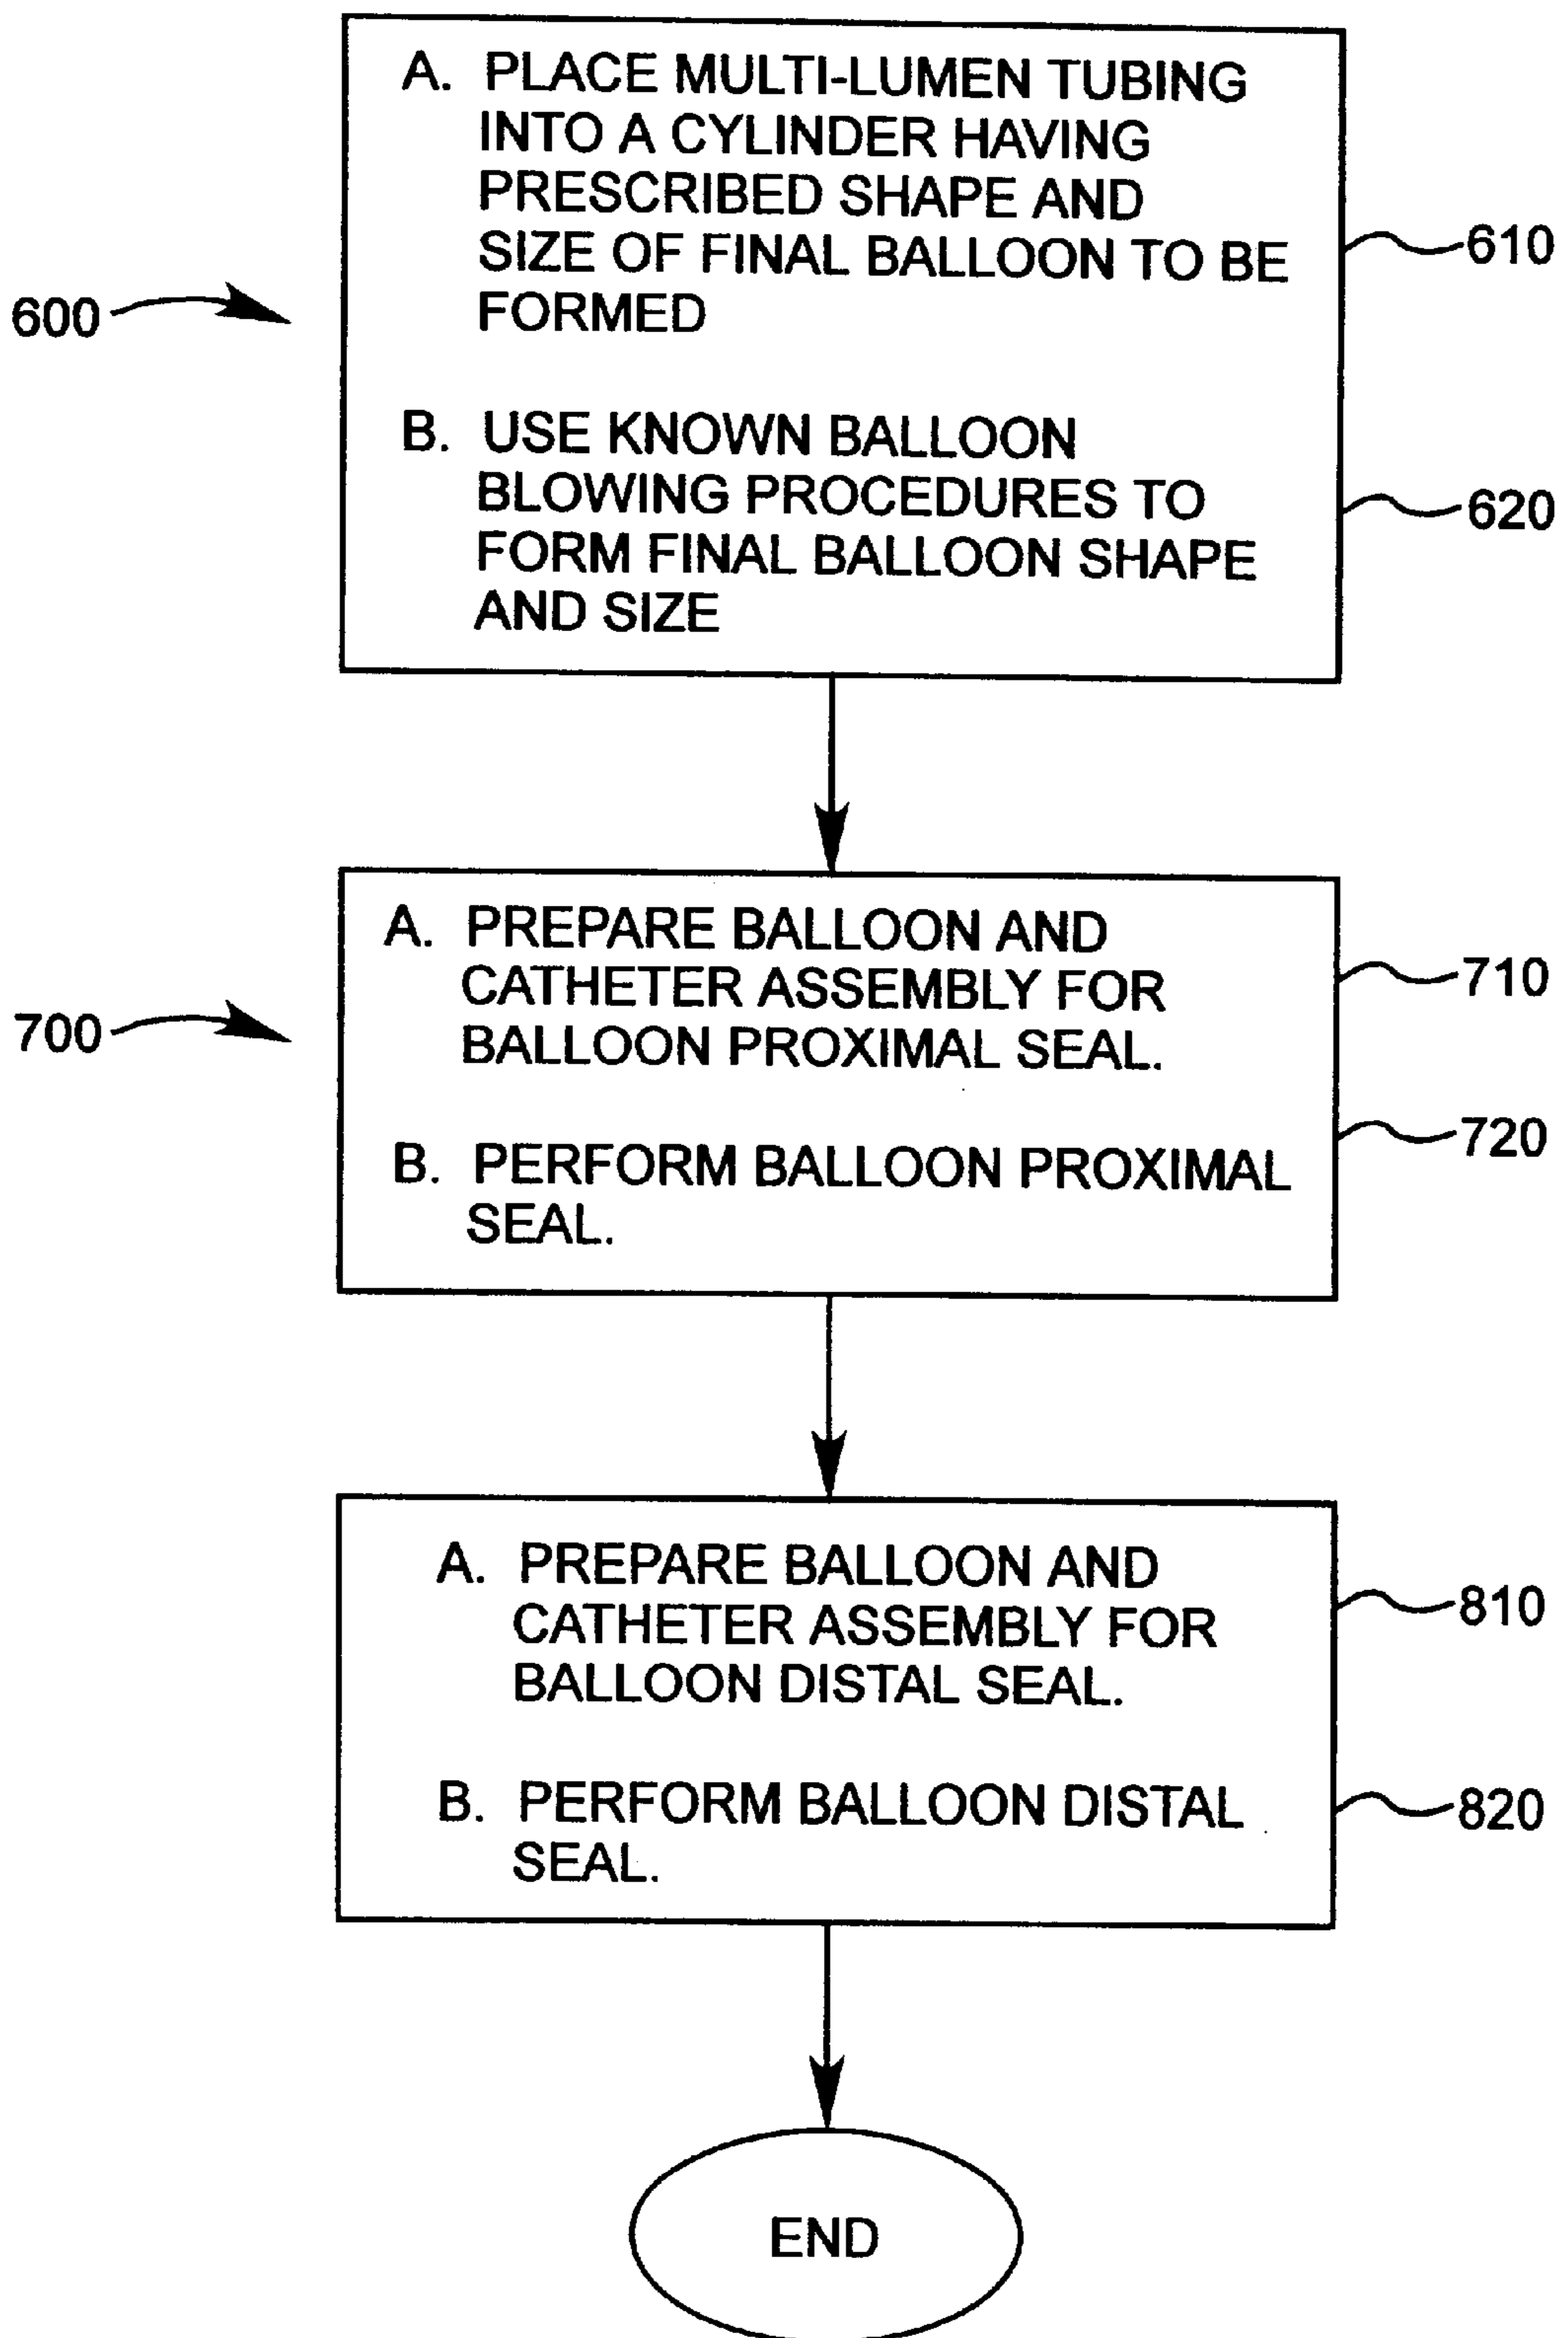 A. PLACE MULTI-LUMEN TUBING
INTO A CYLINDER HAVING
PRESCRIBED SHAPE AND
SIZE OF FINAL BALLOON TO BE
FORMED
610
600
B. USE KNOWN BALLOON
BLOWING PROCEDURES TO
FORM FINAL BALLOON SHAPE
AND SIZE
620
A. PREPARE BALLOON AND
CATHETER ASSEMBLY FOR
BALLOON PROXIMAL SEAL.
710
700
B. PERFORM BALLOON PROXIMAL
SEAL.
720
A. PREPARE BALLOON AND
CATHETER ASSEMBLY FOR
BALLOON DISTAL SEAL.
810
B. PERFORM BALLOON DISTAL
SEAL.
820
END